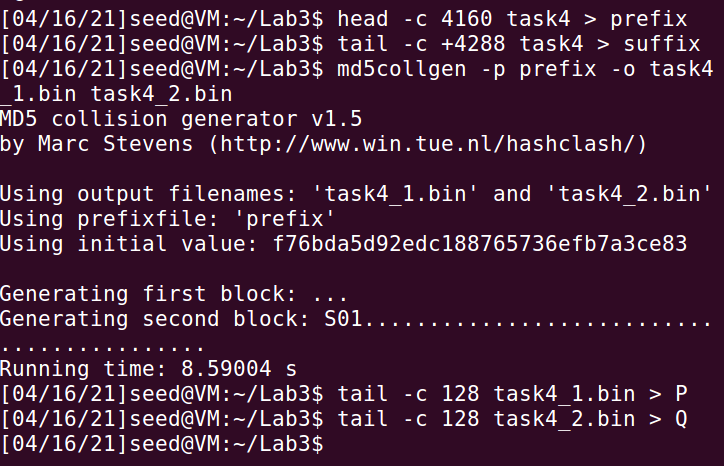 [04/16/21]seed@VM:~/Lab3$ head -c 4160 task4 > prefix
[04/16/21]seed@VM:~/Lab3$ tail -c +4288 task4 > suffix
[04/16/21]seed@VM:~/Lab3$ md5collgen -p prefix -o task4
_1.bin task4_2.bin
MD5 collision generator v1.5
by Marc Stevens (http://www.win.tue.nl/hashclash/)

Using output filenames: 'task4_1.bin' and 'task4_2.bin'
Using prefixfile: 'prefix'
Using initial value: f76bda5d92edc188765736efb7a3ce83

Generating first block: ...
Generating second block: S01...........................
................
Running time: 8.59004 s
[04/16/21]seed@VM:~/Lab3$ tail -c 128 task4_1.bin > P
[04/16/21]seed@VM:~/Lab3$ tail -c 128 task4_2.bin > Q
[04/16/21]seed@VM:~/Lab3$